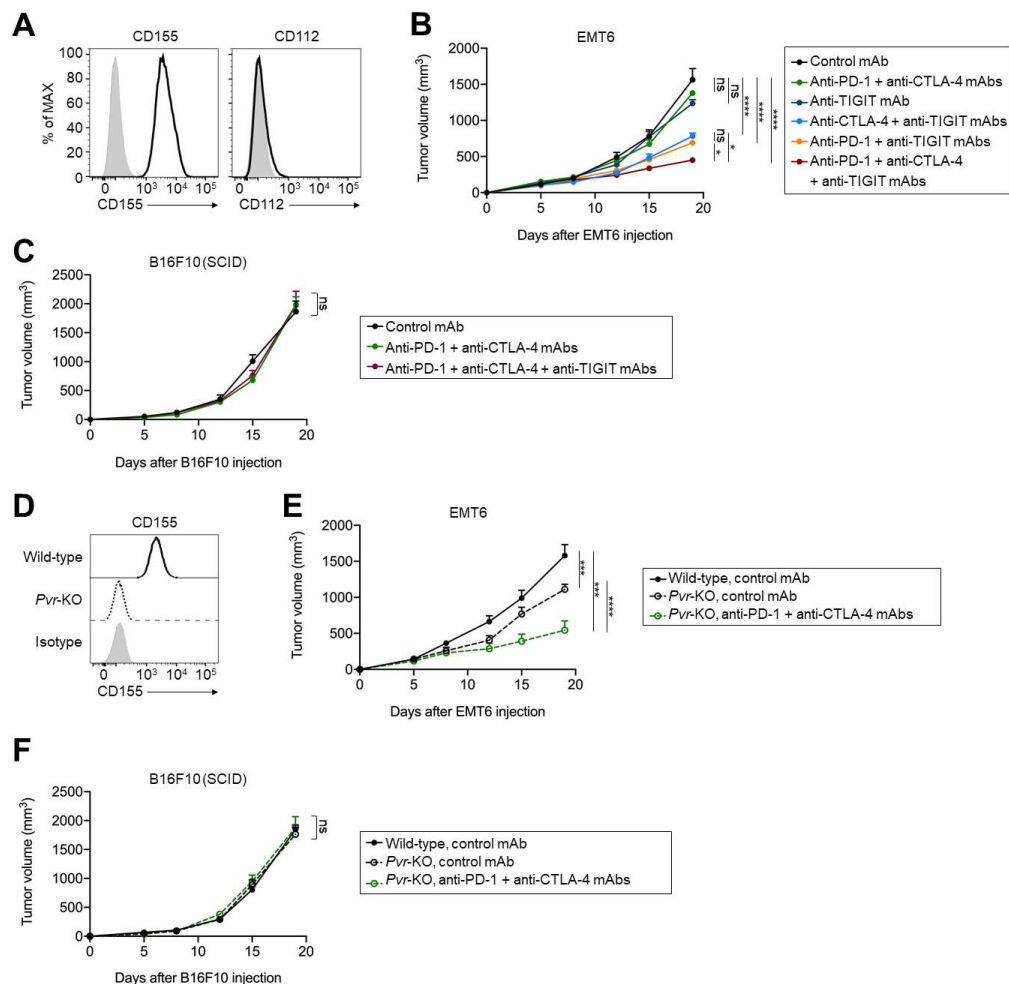 A
CD155
CD112
% of MAX
100
80
60
40
20
0
0 10³ 10⁴ 10⁵
CD155
0 10³ 10⁴ 10⁵
CD112
B
EMT6
Tumor volume (mm³)
2000
1500
1000
500
0
0 5 10 15 20
Days after EMT6 injection
ns
ns
****
****
****
ns
*
*
Control mAb
Anti-PD-1 + anti-CTLA-4 mAbs
Anti-TIGIT mAb
Anti-CTLA-4 + anti-TIGIT mAbs
Anti-PD-1 + anti-TIGIT mAbs
Anti-PD-1 + anti-CTLA-4
+ anti-TIGIT mAbs
C
B16F10 (SCID)
Tumor volume (mm³)
2500
2000
1500
1000
500
0
0 5 10 15 20
Days after B16F10 injection
ns
Control mAb
Anti-PD-1 + anti-CTLA-4 mAbs
Anti-PD-1 + anti-CTLA-4 + anti-TIGIT mAbs
D
CD155
Wild-type
Pvr-KO
Isotype
0 10³ 10⁴ 10⁵
CD155
E
EMT6
Tumor volume (mm³)
2000
1500
1000
500
0
0 5 10 15 20
Days after EMT6 injection
***
***
****
Wild-type, control mAb
Pvr-KO, control mAb
Pvr-KO, anti-PD-1 + anti-CTLA-4 mAbs
F
B16F10 (SCID)
Tumor volume (mm³)
2500
2000
1500
1000
500
0
0 5 10 15 20
Days after B16F10 injection
ns
Wild-type, control mAb
Pvr-KO, control mAb
Pvr-KO, anti-PD-1 + anti-CTLA-4 mAbs